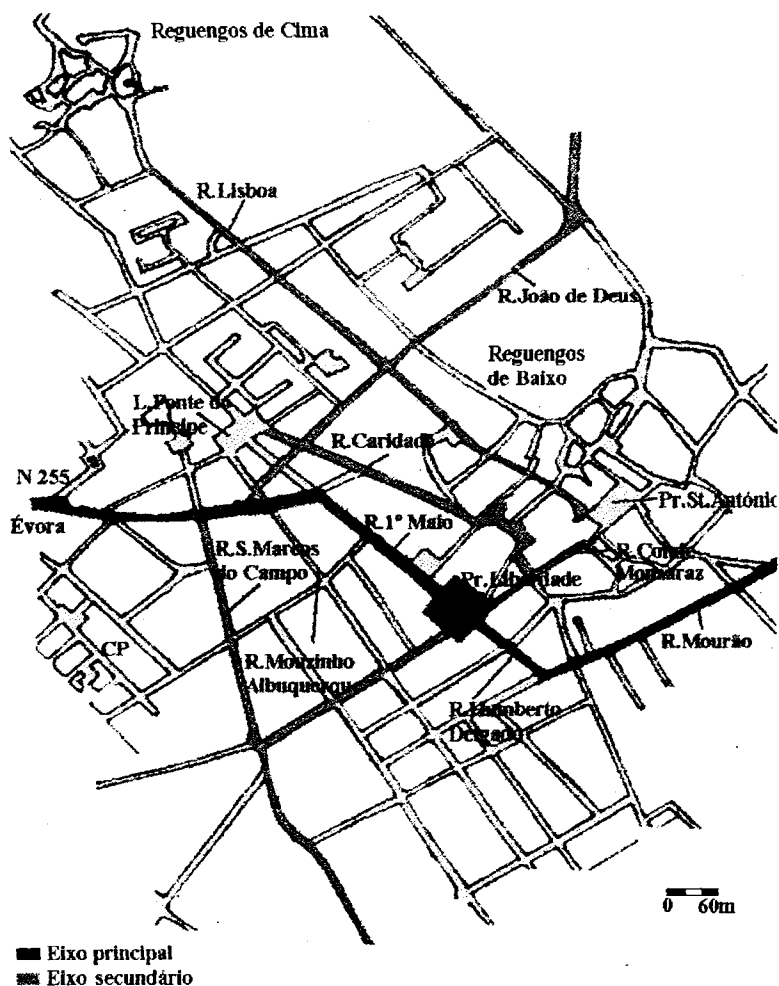 Reguengos de Cima
R.Lisboa
R.João de Deus
Reguengos
de Baixo
L.Fonte do
Príncipe
R.Caridade
N 255
Évora
R.1º Maio
Pr.St.António
R.S.Marcos
do Campo
Pr.Liberdade
R.Conde
Monsaraz
CP
R.Mouzinho
Albuquerque
R.Mourão
R.Humberto
Delgado
0 60m
Eixo principal
Eixo secundário